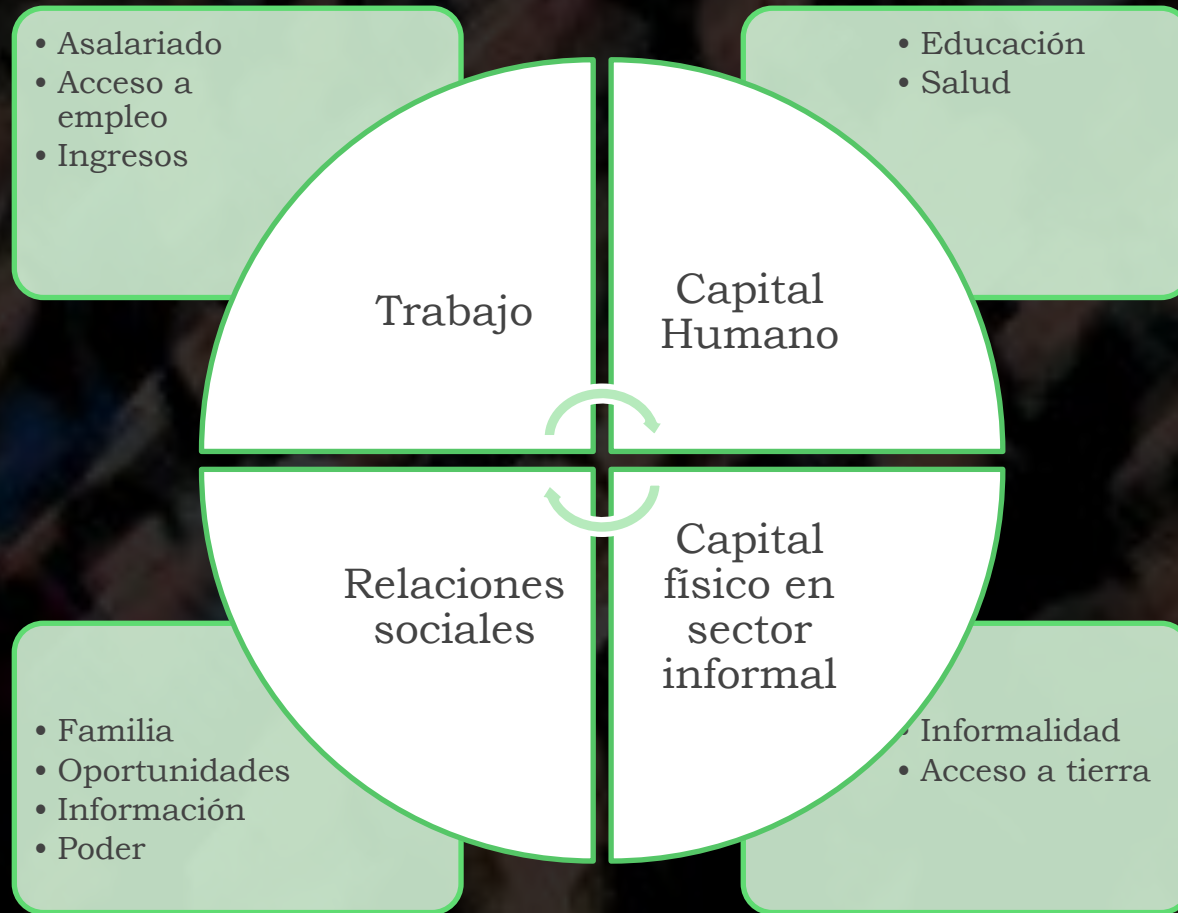 • Asalariado
• Acceso a
empleo
• Ingresos
• Educación
• Salud
Trabajo
Capital
Humano
Relaciones
sociales
Capital
físico en
sector
informal
• Familia
• Oportunidades
• Información
• Poder
• Informalidad
• Acceso a tierra